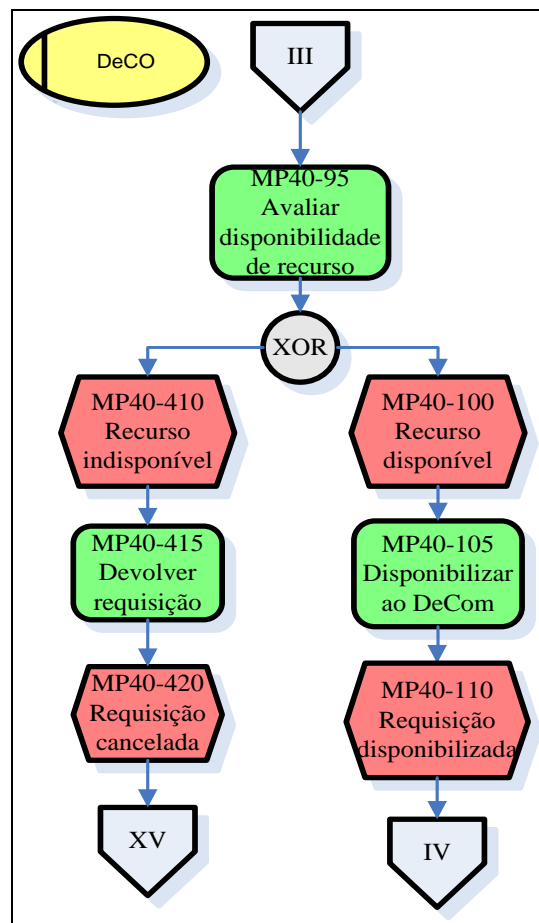 DeCO
III
MP40-95
Avaliar
disponibilidade
de recurso
XOR
MP40-410
Recurso
indisponível
MP40-100
Recurso
disponível
MP40-415
Devolver
requisição
MP40-105
Disponibilizar
ao DeCom
MP40-420
Requisição
cancelada
MP40-110
Requisição
disponibilizada
XV
IV